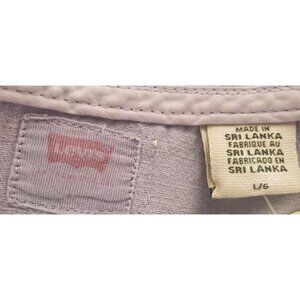 Levi's
MADE IN
SRI LANKA
FABRIQUE AU
SRI LANKA
FABRICADO EN
SRI LANKA
L/G